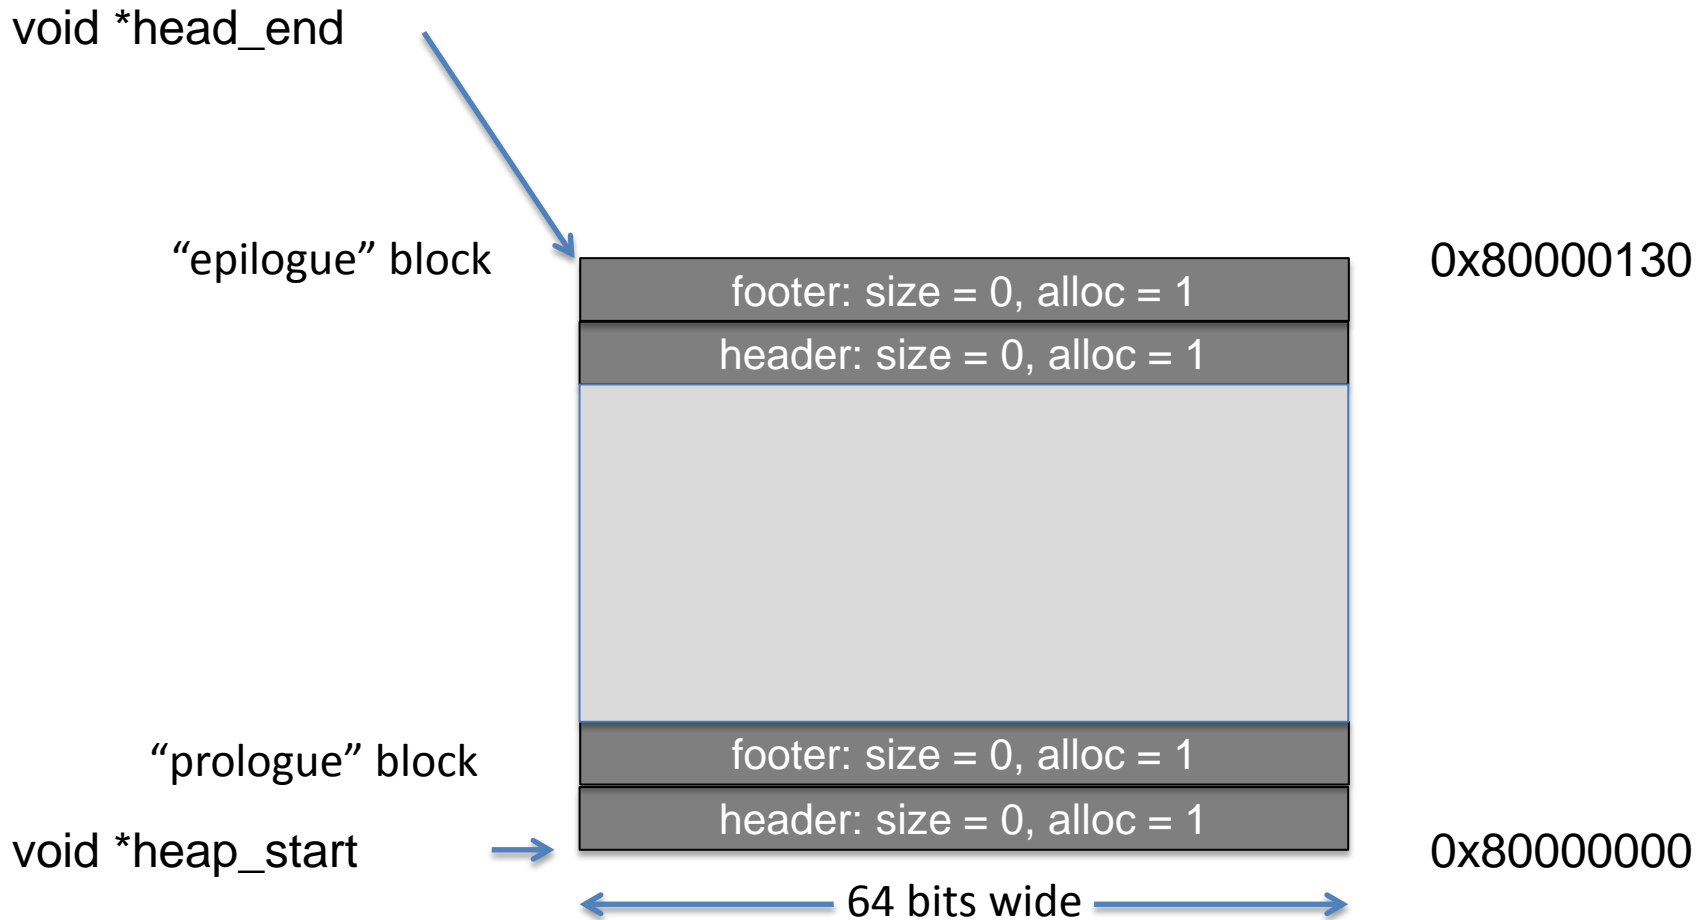 void *head_end
“epilogue” block
0x80000130
footer: size = 0, alloc = 1
header: size = 0, alloc = 1
“prologue” block
footer: size = 0, alloc = 1
header: size = 0, alloc = 1
void *heap_start
0x80000000
64 bits wide